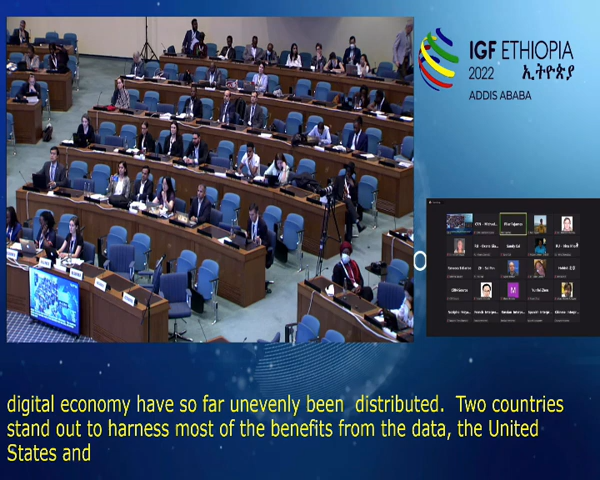 IGF ETHIOPIA
2022 ኢትዮጵያ
ADDIS ABABA
digital economy have so far unevenly been distributed. Two countries
stand out to harness most of the benefits from the data, the United
States and